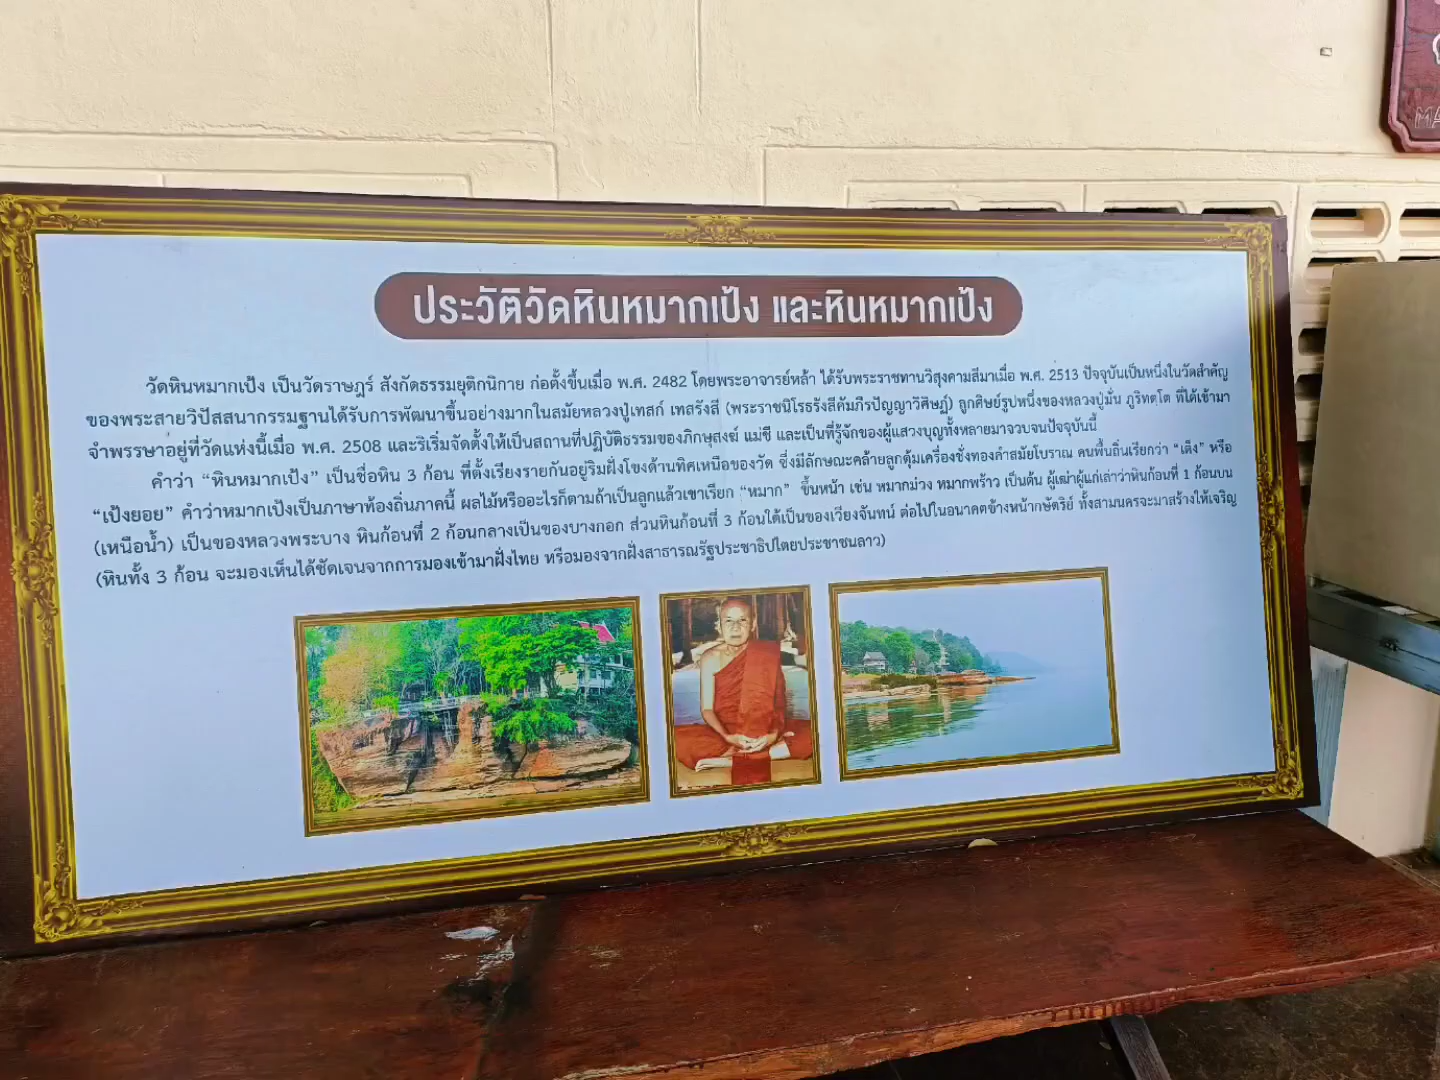 ประวัติวัดหินหมากเป้ง และหินหมากเป้ง
วัดหินหมากเป้ง เป็นวัดราษฎร์ สังกัดธรรมยุติกนิกาย ก่อตั้งขึ้นเมื่อ พ.ศ. 2482 โดยพระอาจารย์หล้า ได้รับพระราชทานวิสุงคามสีมาเมื่อ พ.ศ. 2513 ปัจจุบันเป็นหนึ่งในวัดสำคัญ
ของพระสายวิปัสสนากรรมฐานได้รับการพัฒนาขึ้นอย่างมากในสมัยหลวงปู่เทสก์ เทสรังสี (พระราชนิโรธรังสีคัมภีรปัญญาวิศิษฏ์) ลูกศิษย์รูปหนึ่งของหลวงปู่มั่น ภูริทตฺโต ที่ได้เข้ามา
จำพรรษาอยู่ที่วัดแห่งนี้เมื่อ พ.ศ. 2508 และริเริ่มจัดตั้งให้เป็นสถานที่ปฏิบัติธรรมของภิกษุสงฆ์ แม่ชี และเป็นที่รู้จักของผู้แสวงบุญทั้งหลายมาจวบจนปัจจุบันนี้
คำว่า “หินหมากเป้ง” เป็นชื่อหิน 3 ก้อน ที่ตั้งเรียงรายกันอยู่ริมฝั่งโขงด้านทิศเหนือของวัด ซึ่งมีลักษณะคล้ายลูกตุ้มเครื่องชั่งทองคำสมัยโบราณ คนพื้นถิ่นเรียกว่า “เต็ง” หรือ
“เป้งยอย” คำว่าหมากเป้งเป็นภาษาท้องถิ่นภาคนี้ ผลไม้หรืออะไรก็ตามถ้าเป็นลูกแล้วเขาเรียก “หมาก” ขึ้นหน้า เช่น หมากม่วง หมากพร้าว เป็นต้น ผู้เฒ่าผู้แก่เล่าว่าหินก้อนที่ 1 ก้อนบน
(เหนือน้ำ) เป็นของหลวงพระบาง หินก้อนที่ 2 ก้อนกลางเป็นของบางกอก ส่วนหินก้อนที่ 3 ก้อนใต้เป็นของเวียงจันทน์ ต่อไปในอนาคตข้างหน้ากษัตริย์ ทั้งสามนครจะมาสร้างให้เจริญ
(หินทั้ง 3 ก้อน จะมองเห็นได้ชัดเจนจากการมองเข้ามาฝั่งไทย หรือมองจากฝั่งสาธารณรัฐประชาธิปไตยประชาชนลาว)